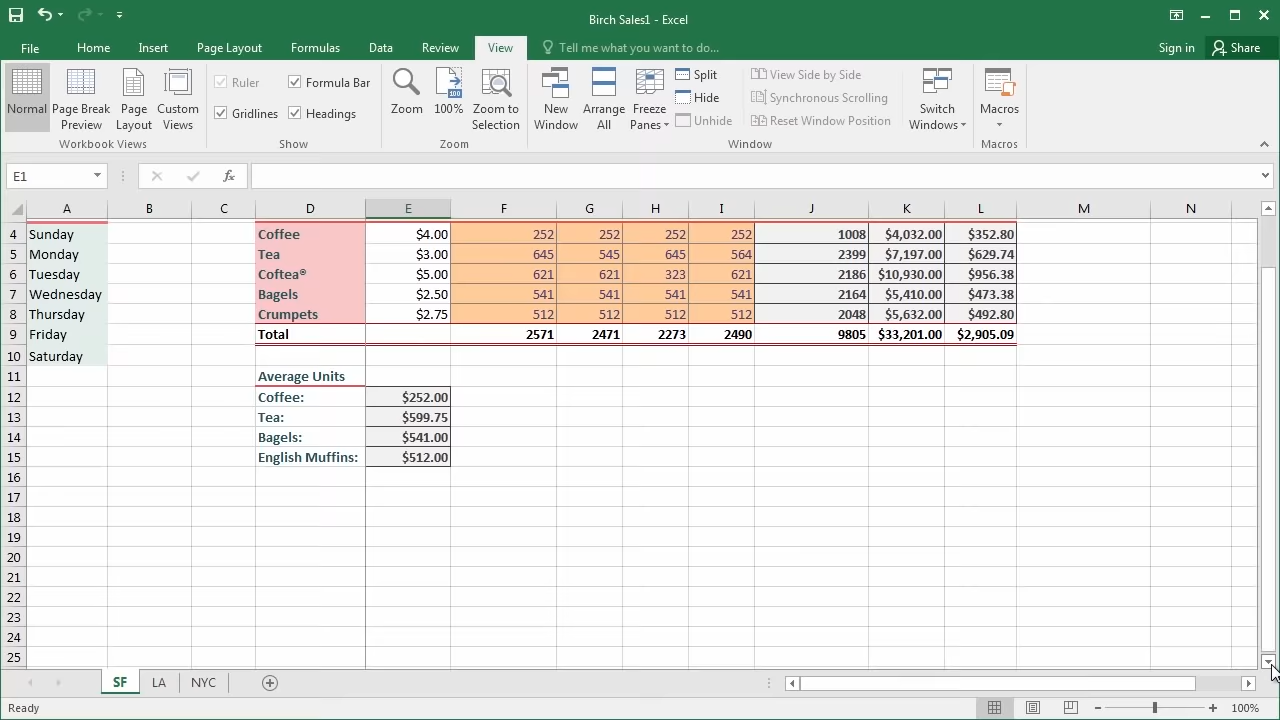 Birch Sales1 - Excel
File Home Insert Page Layout Formulas Data Review View Tell me what you want to do... Sign in Share
Normal Page Break Preview Page Layout Custom Views
Workbook Views
Ruler Formula Bar
Gridlines Headings
Show
Zoom 100% Zoom to Selection
100
Zoom
New Window Arrange All Freeze Panes
Split View Side by Side
Hide Synchronous Scrolling
Unhide Reset Window Position
Switch Windows
Window
Macros
Macros
E1 fx
A B C D E F G H I J K L M N
4 Sunday Coffee $4.00 252 252 252 252 1008 $4,032.00 $352.80
5 Monday Tea $3.00 645 545 645 564 2399 $7,197.00 $629.74
6 Tuesday Coftea® $5.00 621 621 323 621 2186 $10,930.00 $956.38
7 Wednesday Bagels $2.50 541 541 541 541 2164 $5,410.00 $473.38
8 Thursday Crumpets $2.75 512 512 512 512 2048 $5,632.00 $492.80
9 Friday Total 2571 2471 2273 2490 9805 $33,201.00 $2,905.09
10 Saturday
11 Average Units
12 Coffee: $252.00
13 Tea: $599.75
14 Bagels: $541.00
15 English Muffins: $512.00
16
17
18
19
20
21
22
23
24
25
SF LA NYC
Ready 100%